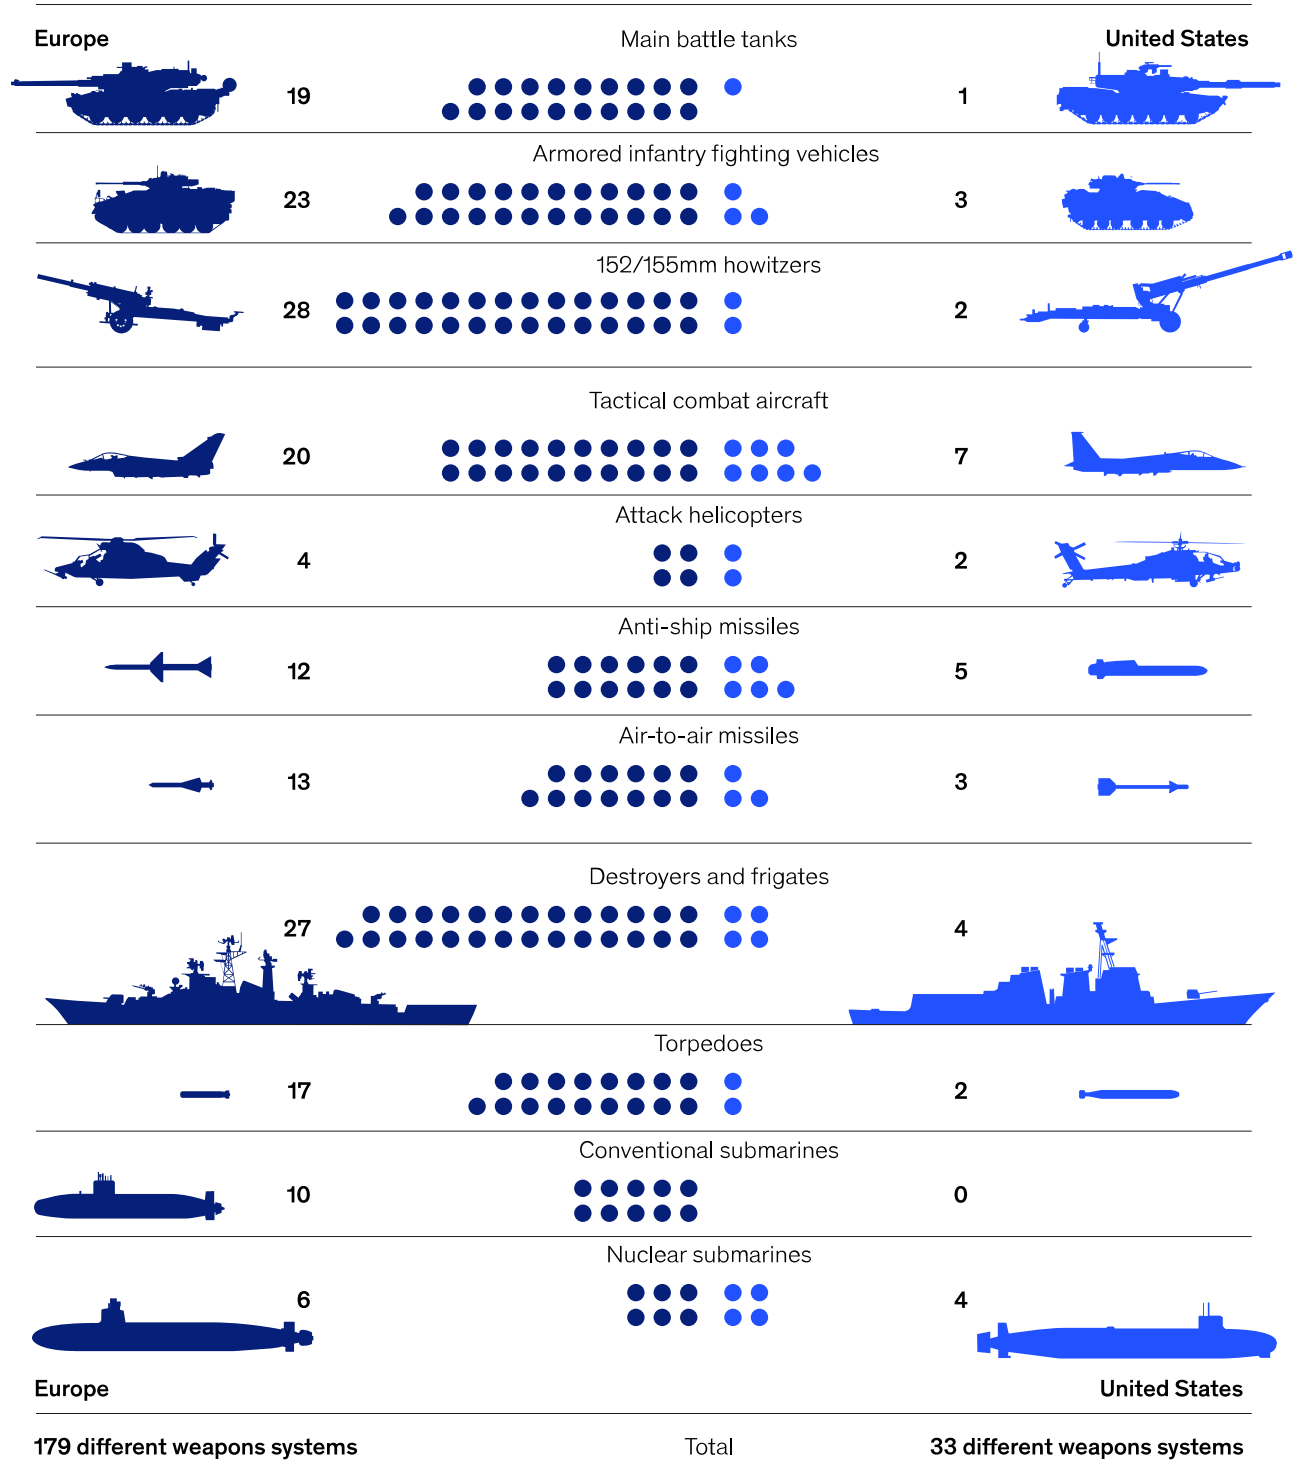 Europe Main battle tanks United States
19 1
Armored infantry fighting vehicles
23 3
152/155mm howitzers
28 2
Tactical combat aircraft
20 7
Attack helicopters
4 2
Anti-ship missiles
12 5
Air-to-air missiles
13 3
Destroyers and frigates
27 4
Torpedoes
17 2
Conventional submarines
10 0
Nuclear submarines
6 4
Europe United States
179 different weapons systems Total 33 different weapons systems